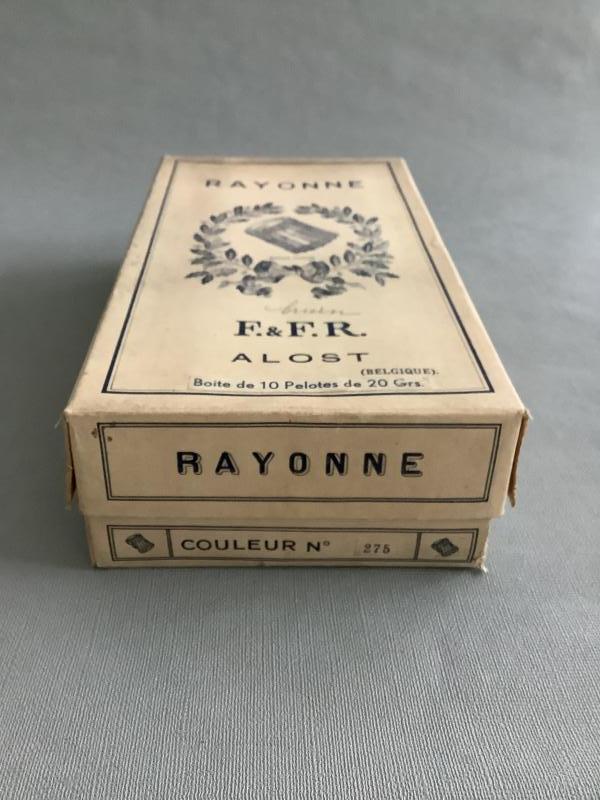 RAYONNE
F. & F.R.
ALOST
(BELGIQUE).
Boite de 10 Pelotes de 20 Grs.
RAYONNE
COULEUR N° 275